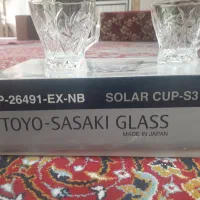 P-26491-EX-NB SOLAR CUP-S3
TOYO-SASAKI GLASS
MADE IN JAPAN